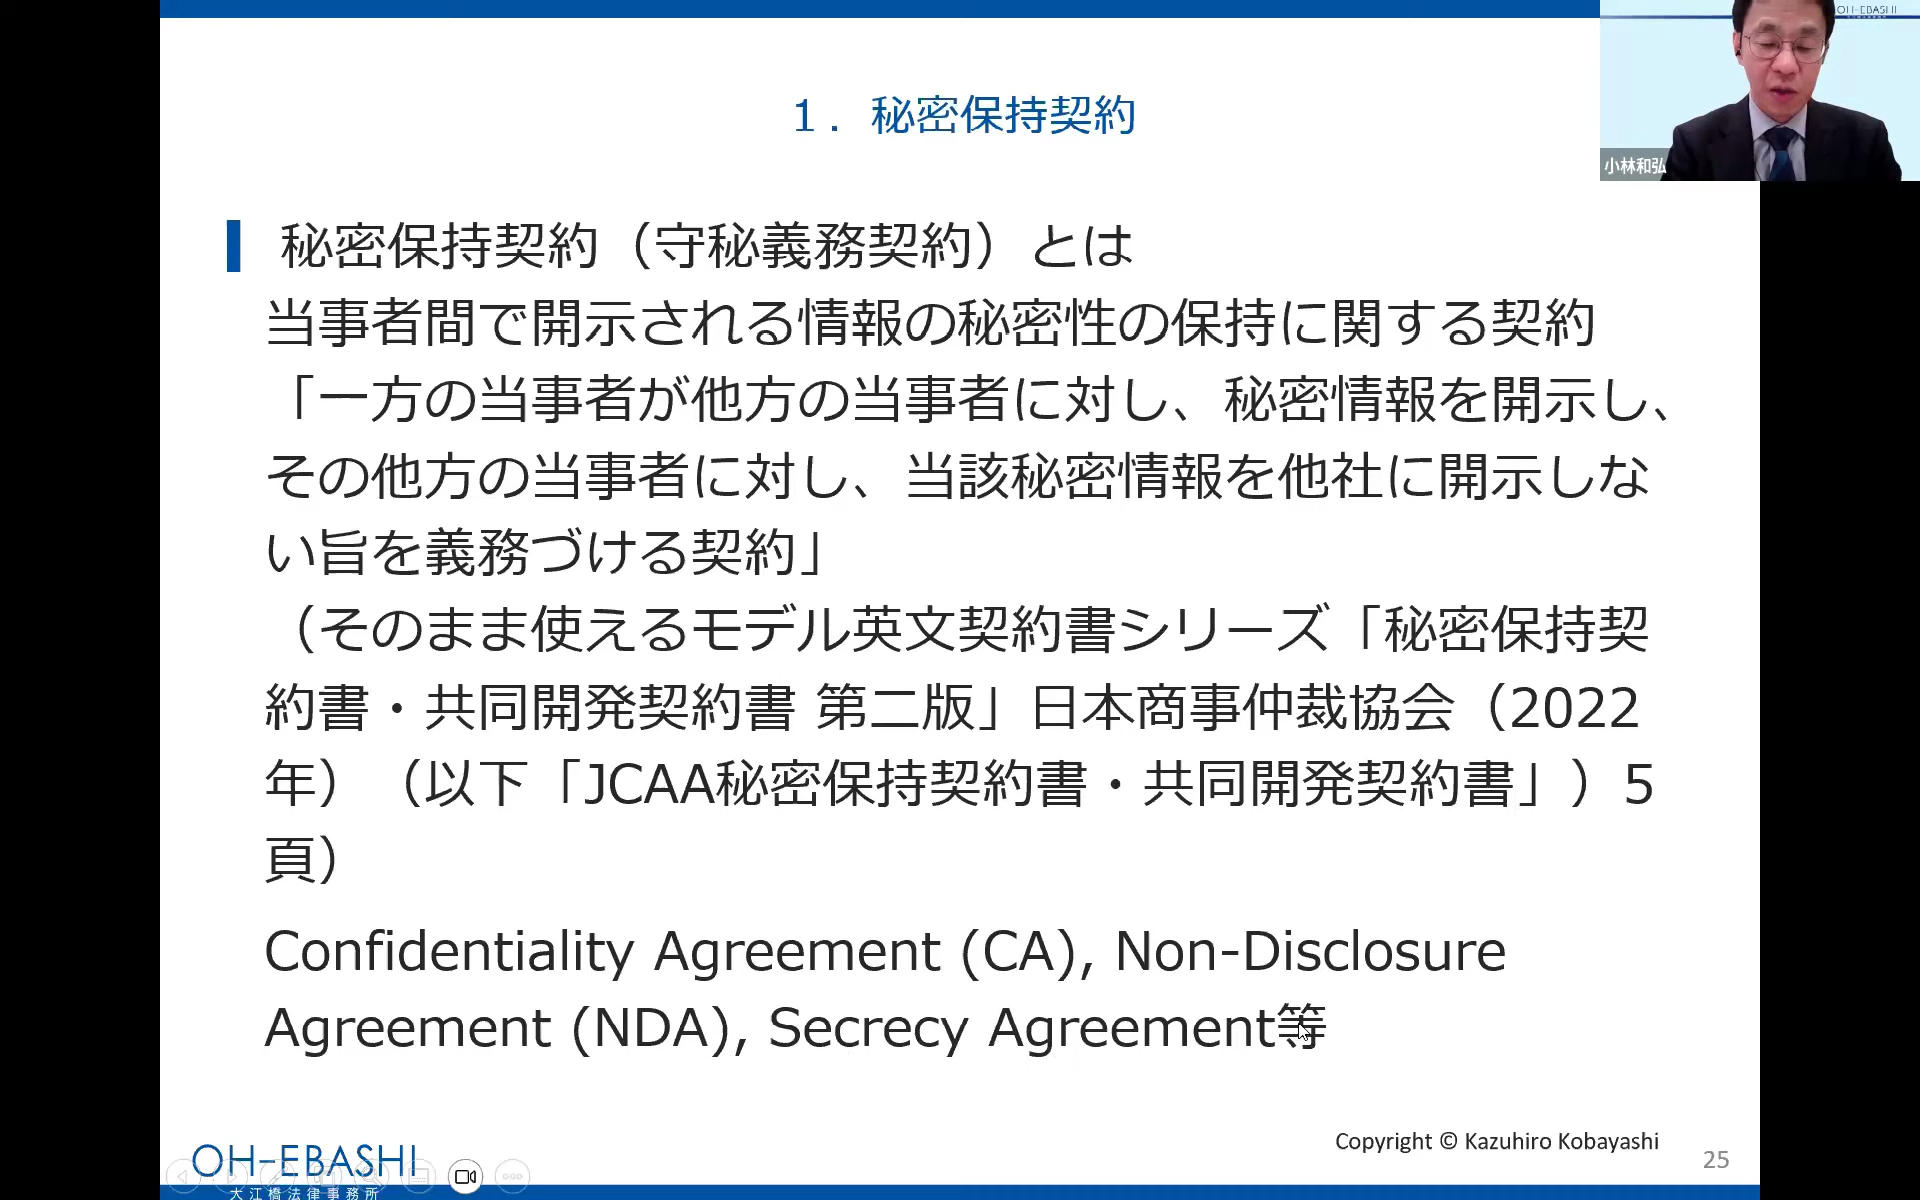 OH-EBASHI
小林和弘
1．秘密保持契約
秘密保持契約（守秘義務契約）とは
当事者間で開示される情報の秘密性の保持に関する契約
「一方の当事者が他方の当事者に対し、秘密情報を開示し、
その他方の当事者に対し、当該秘密情報を他社に開示しな
い旨を義務づける契約」
（そのまま使えるモデル英文契約書シリーズ「秘密保持契
約書・共同開発契約書 第二版」日本商事仲裁協会（2022
年）（以下「JCAA秘密保持契約書・共同開発契約書」）5
頁）
Confidentiality Agreement (CA), Non-Disclosure
Agreement (NDA), Secrecy Agreement等
Copyright © Kazuhiro Kobayashi
25
OH-EBASHI
大江橋法律事務所